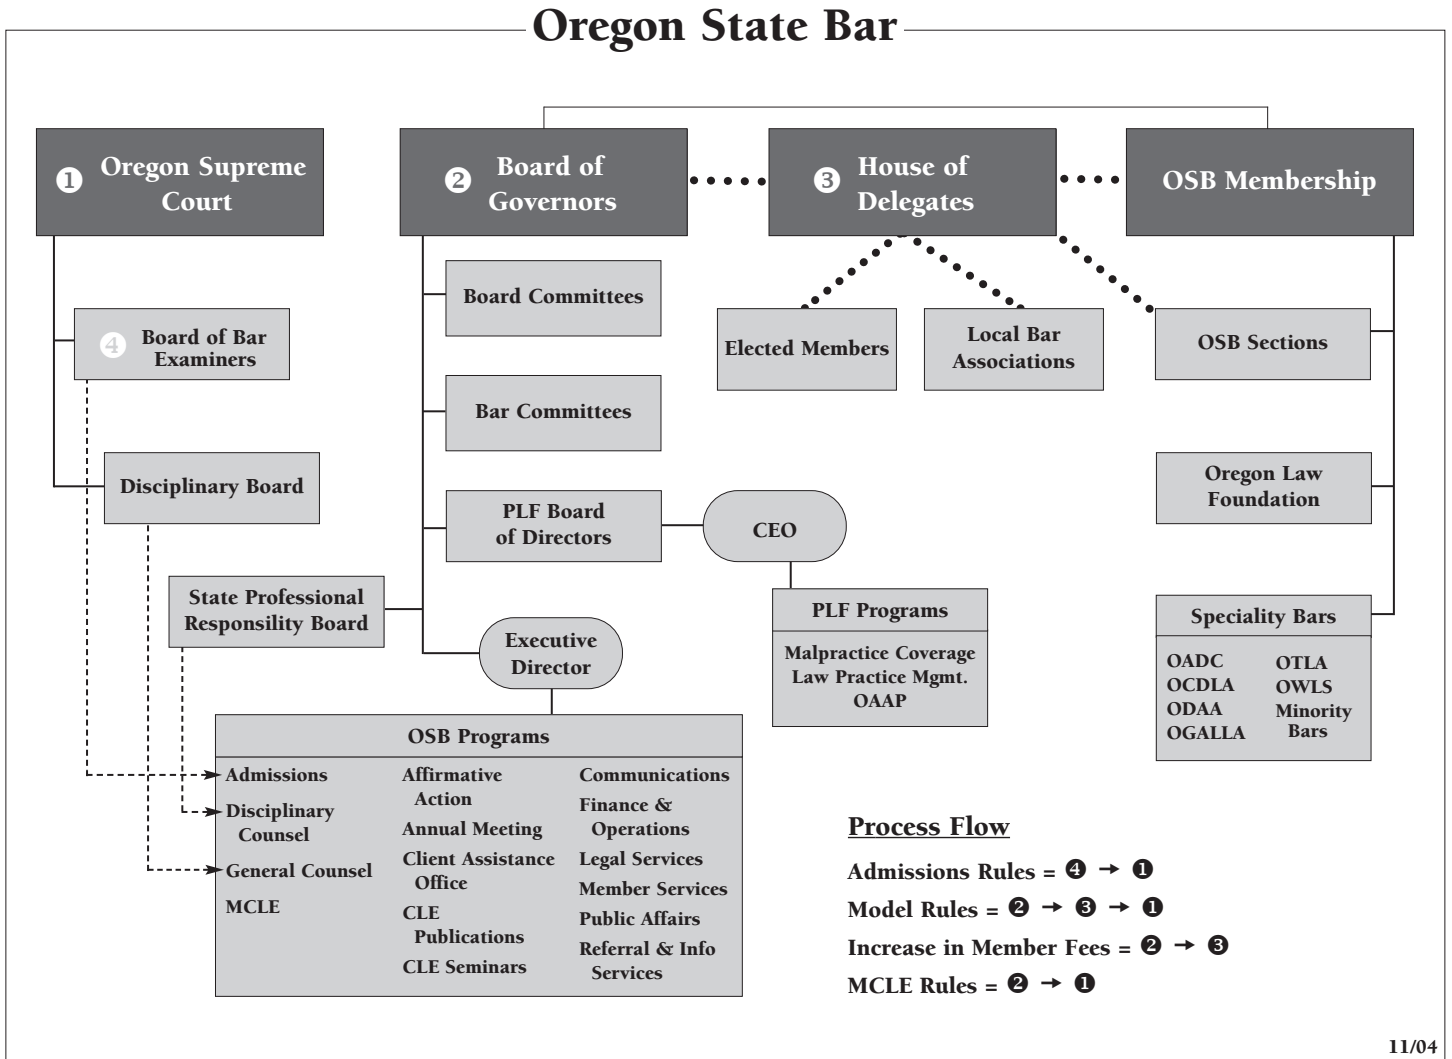 Oregon State Bar
❶ Oregon Supreme
Court
❷ Board of
Governors
❸ House of
Delegates
OSB Membership
Board Committees
❹ Board of Bar
Examiners
Elected Members
Local Bar
Associations
OSB Sections
Bar Committees
Disciplinary Board
Oregon Law
Foundation
PLF Board
of Directors
CEO
State Professional
Responsility Board
Executive
Director
PLF Programs
Malpractice Coverage
Law Practice Mgmt.
OAAP
Speciality Bars
OADC
OCDLA
ODAA
OGALLA
OTLA
OWLS
Minority
Bars
OSB Programs
Admissions
Disciplinary
Counsel
General Counsel
MCLE
Affirmative
Action
Annual Meeting
Client Assistance
Office
CLE
Publications
CLE Seminars
Communications
Finance &
Operations
Legal Services
Member Services
Public Affairs
Referral & Info
Services
Process Flow
Admissions Rules = ❹ → ❶
Model Rules = ❷ → ❸ → ❶
Increase in Member Fees = ❷ → ❸
MCLE Rules = ❷ → ❶
11/04